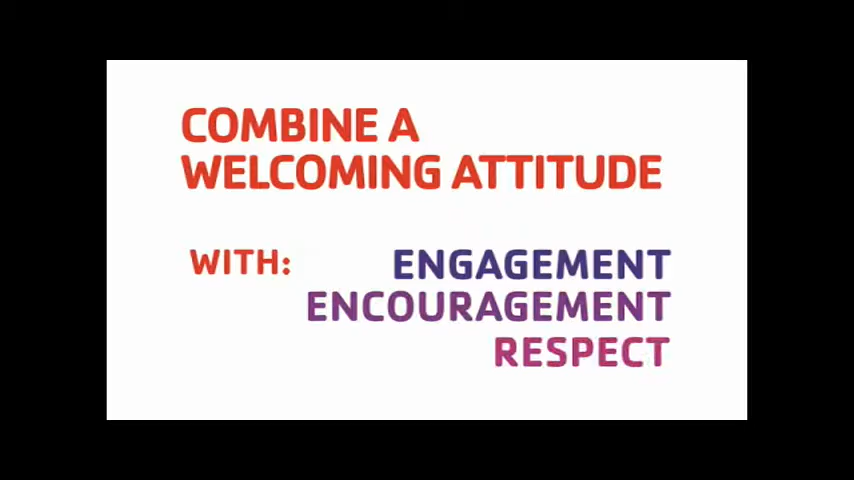 COMBINE A
WELCOMING ATTITUDE
WITH: ENGAGEMENT
ENCOURAGEMENT
RESPECT